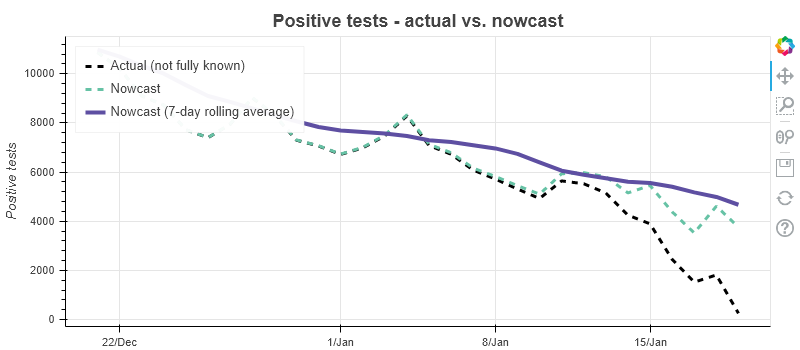 Positive tests - actual vs. nowcast
Actual (not fully known)
Nowcast
Nowcast (7-day rolling average)
Positive tests
10000
8000
6000
4000
2000
0
22/Dec
1/Jan
8/Jan
15/Jan